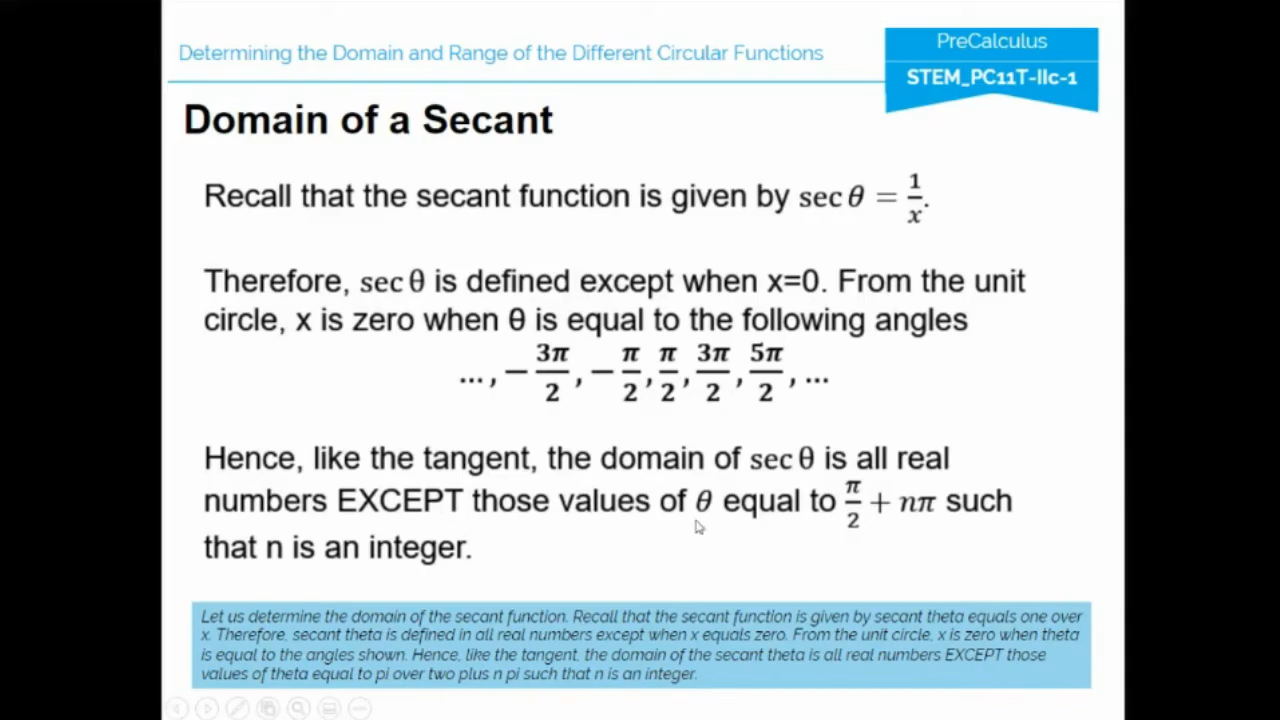 Determining the Domain and Range of the Different Circular Functions
PreCalculus
STEM_PC11T-IIc-1
Domain of a Secant
Recall that the secant function is given by sec θ = 1/x.
Therefore, sec θ is defined except when x=0. From the unit
circle, x is zero when θ is equal to the following angles
..., −3π/2, −π/2, π/2, 3π/2, 5π/2, ...
Hence, like the tangent, the domain of sec θ is all real
numbers EXCEPT those values of θ equal to π/2 + nπ such
that n is an integer.
Let us determine the domain of the secant function. Recall that the secant function is given by secant theta equals one over
x. Therefore, secant theta is defined in all real numbers except when x equals zero. From the unit circle, x is zero when theta
is equal to the angles shown. Hence, like the tangent, the domain of the secant theta is all real numbers EXCEPT those
values of theta equal to pi over two plus n pi such that n is an integer.